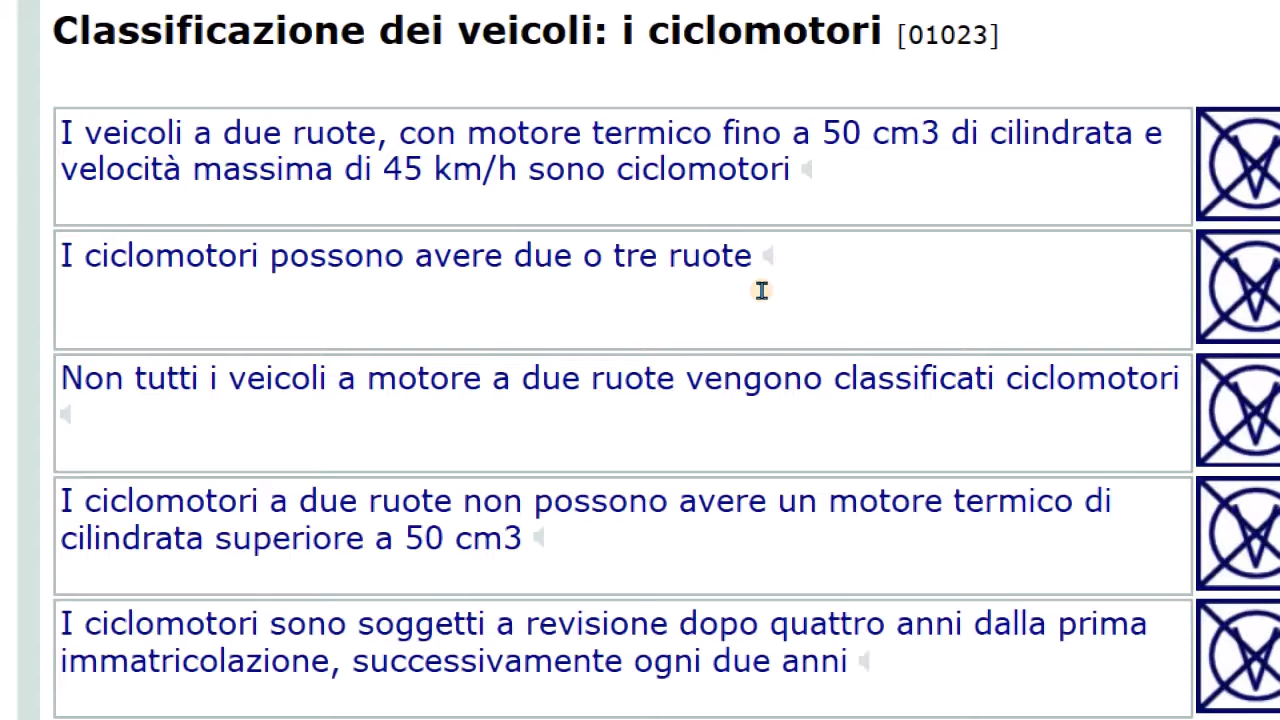 Classificazione dei veicoli: i ciclomotori [01023]
I veicoli a due ruote, con motore termico fino a 50 cm3 di cilindrata e
velocità massima di 45 km/h sono ciclomotori
V
I ciclomotori possono avere due o tre ruote
V
Non tutti i veicoli a motore a due ruote vengono classificati ciclomotori
V
I ciclomotori a due ruote non possono avere un motore termico di
cilindrata superiore a 50 cm3
V
I ciclomotori sono soggetti a revisione dopo quattro anni dalla prima
immatricolazione, successivamente ogni due anni
V